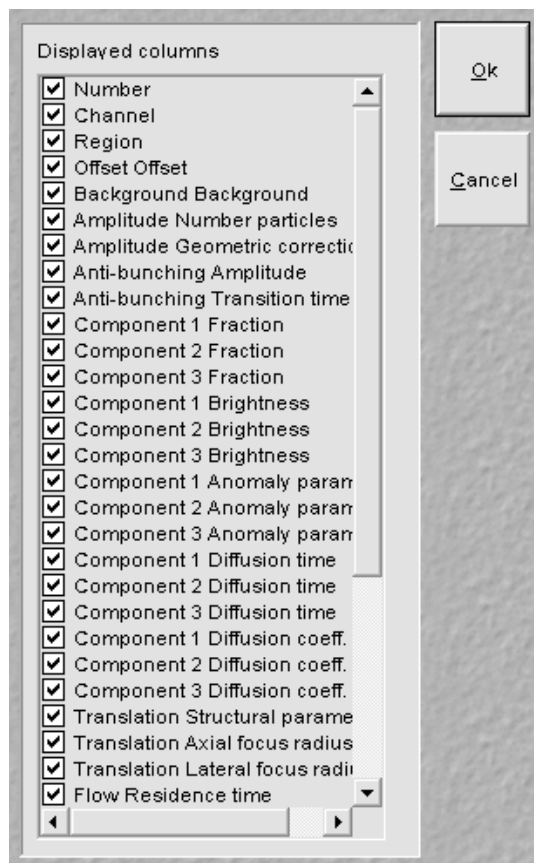 Displayed columns
Number
Channel
Region
Offset Offset
Background Background
Amplitude Number particles
Amplitude Geometric correctic
Anti-bunching Amplitude
Anti-bunching Transition time
Component 1 Fraction
Component 2 Fraction
Component 3 Fraction
Component 1 Brightness
Component 2 Brightness
Component 3 Brightness
Component 1 Anomaly param
Component 2 Anomaly param
Component 3 Anomaly param
Component 1 Diffusion time
Component 2 Diffusion time
Component 3 Diffusion time
Component 1 Diffusion coeff.
Component 2 Diffusion coeff.
Component 3 Diffusion coeff.
Translation Structural parame
Translation Axial focus radius
Translation Lateral focus radi
Flow Residence time
Ok
Cancel